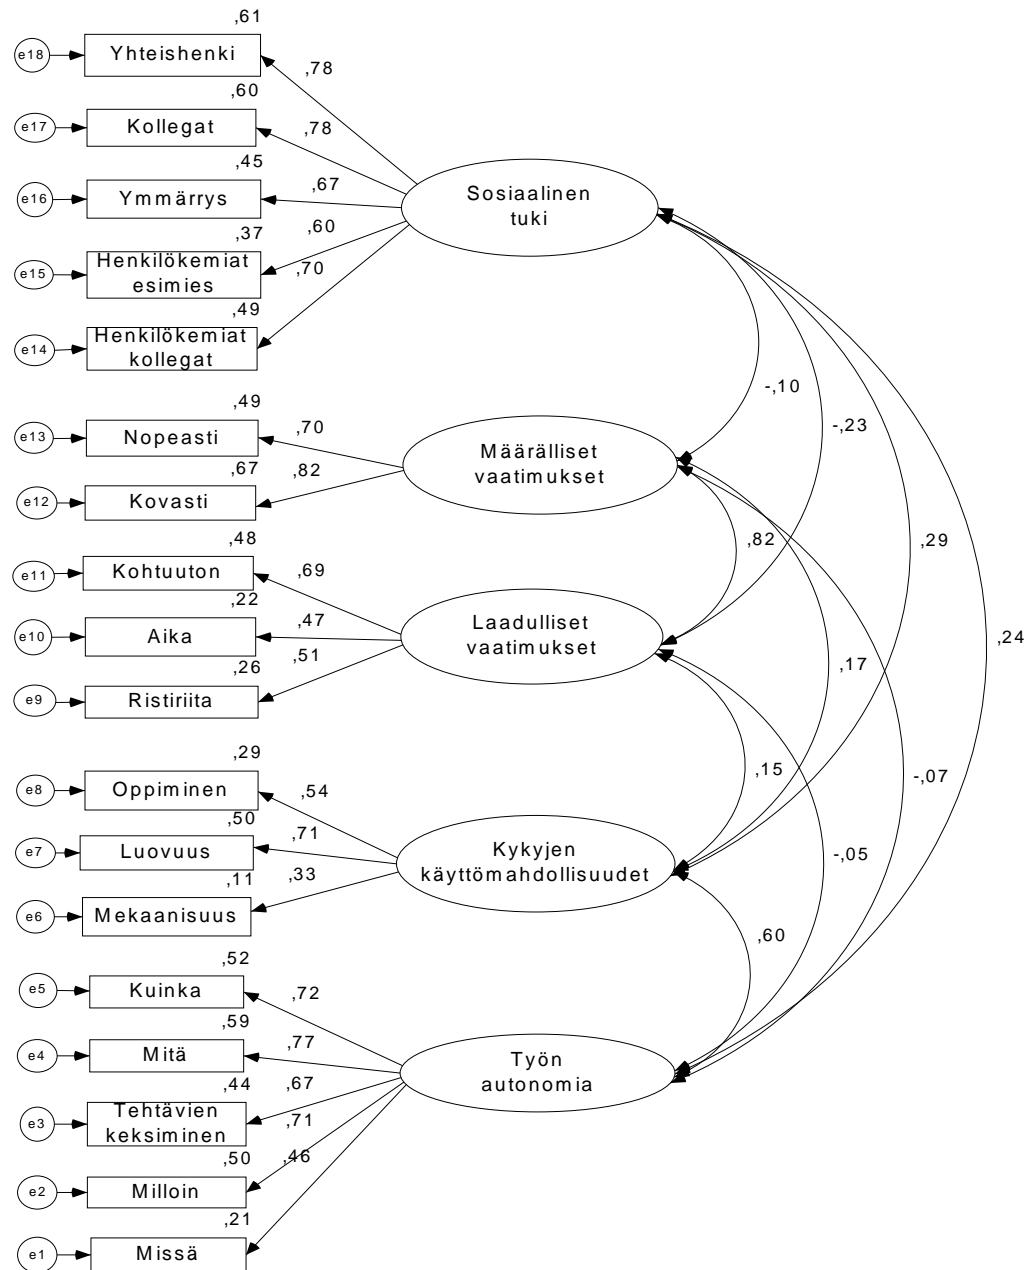 ,61
e18
Yhteishenki
,78
,60
e17
Kollegat
,78
,45
e16
Ymmärrys
,67
Sosiaalinen
tuki
,37
e15
Henkilökemiat
esimies
,60
,49
e14
Henkilökemiat
kollegat
,70
-,10
,49
e13
Nopeasti
,70
-,23
Määrälliset
vaatimukset
,67
e12
Kovasti
,82
,48
e11
Kohtuuton
,69
,82
,29
,22
e10
Aika
,47
Laadulliset
vaatimukset
,24
,26
e9
Ristiriita
,51
,17
,29
e8
Oppiminen
,54
,15
-,07
,50
e7
Luovuus
,71
Kykyjen
käyttömahdollisuudet
-,05
,11
e6
Mekaanisuus
,33
,60
,52
e5
Kuinka
,72
,59
e4
Mitä
,77
Työn
autonomia
,44
e3
Tehtävien
keksiminen
,67
,50
e2
Milloin
,71
,21
e1
Missä
,46